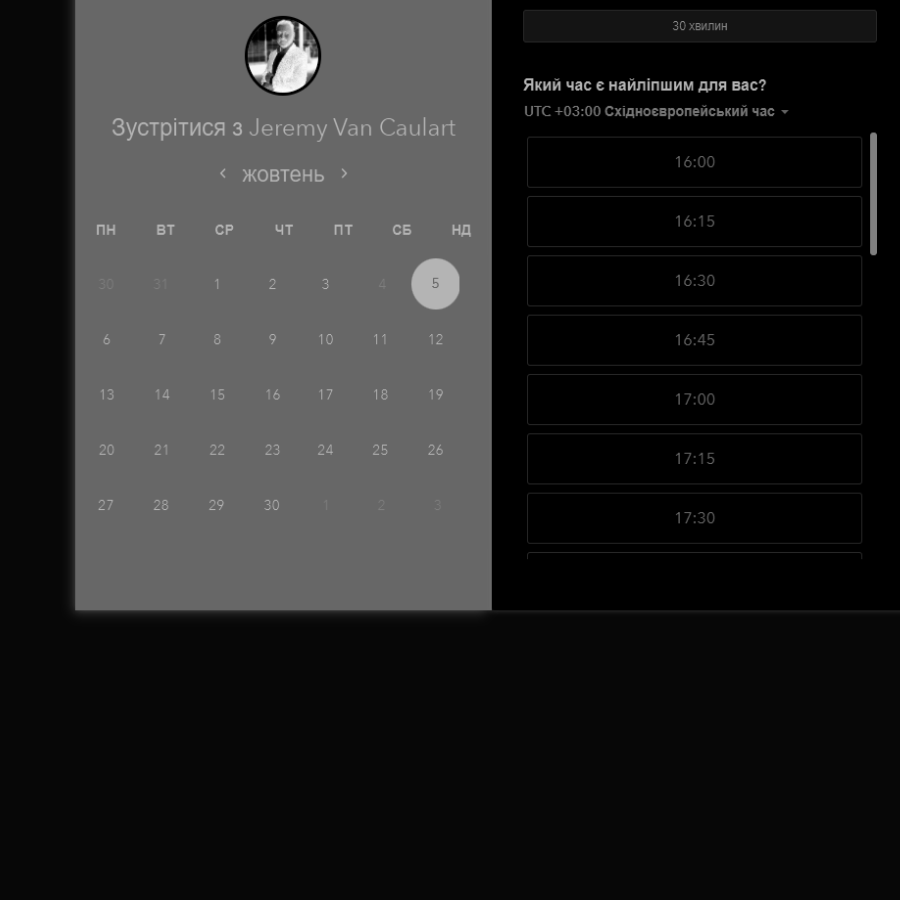 Зустрітися з Jeremy Van Caulart
жовтень
ПН ВТ СР ЧТ ПТ СБ НД
30 31 1 2 3 4 5
6 7 8 9 10 11 12
13 14 15 16 17 18 19
20 21 22 23 24 25 26
27 28 29 30 1 2 3
30 хвилин
Який час є найліпшим для вас?
UTC +03:00 Східноєвропейський час
16:00
16:15
16:30
16:45
17:00
17:15
17:30